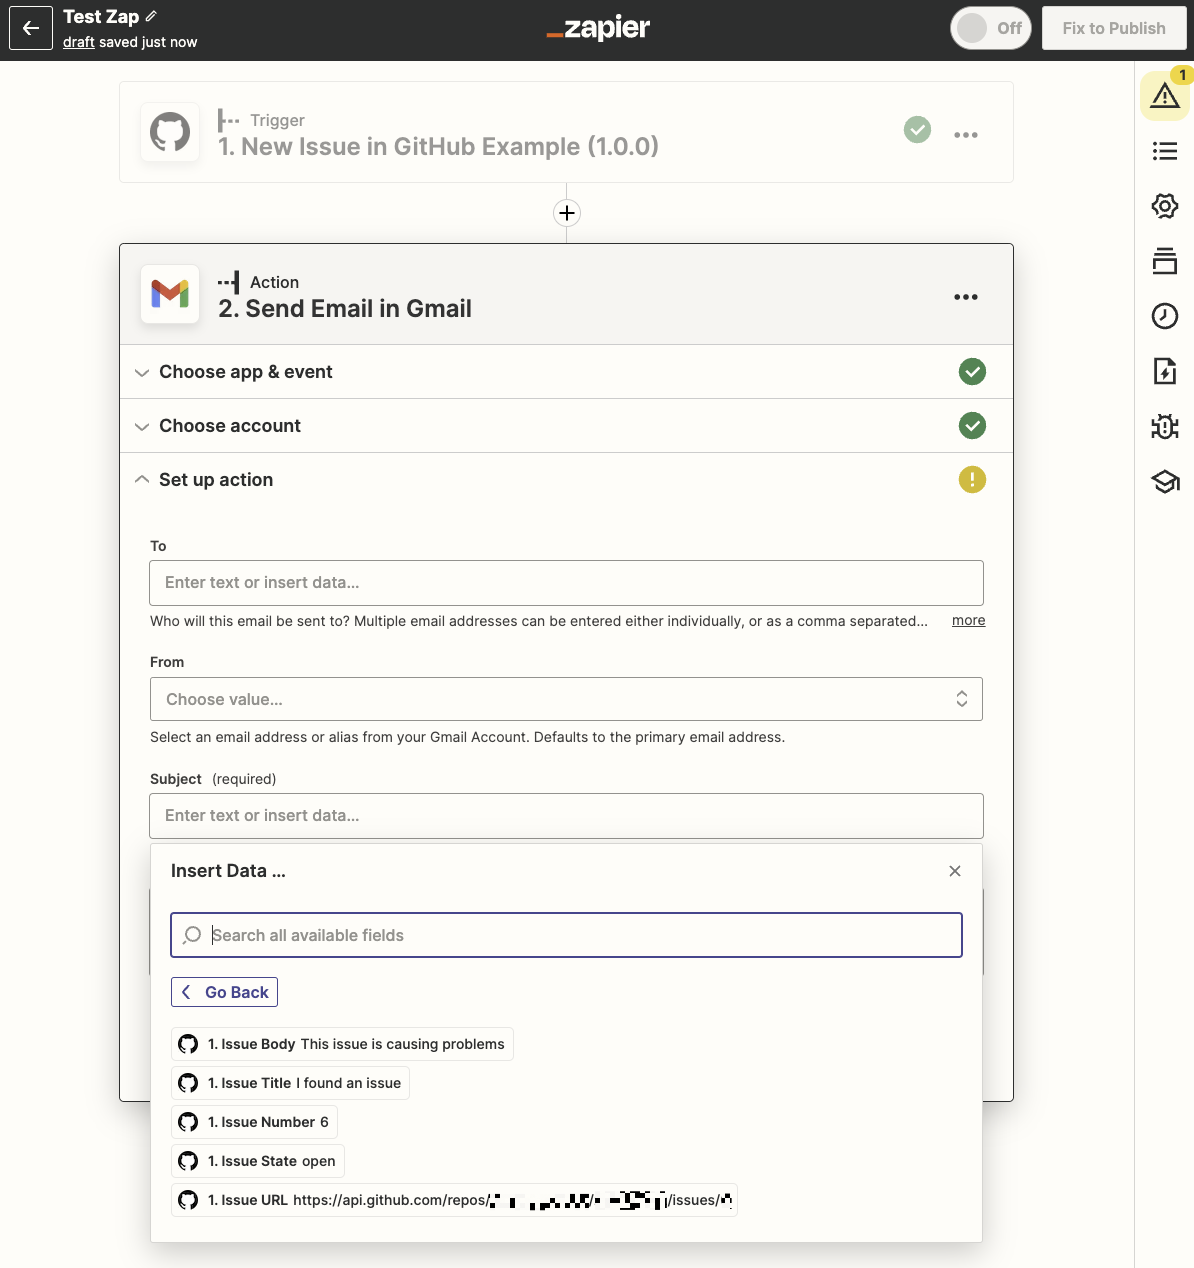 Test Zap
draft saved just now
zapier
Off
Fix to Publish
1
Trigger
1. New Issue in GitHub Example (1.0.0)
Action
2. Send Email in Gmail
Choose app & event
Choose account
Set up action
To
Enter text or insert data...
Who will this email be sent to? Multiple email addresses can be entered either individually, or as a comma separated... more
From
Choose value...
Select an email address or alias from your Gmail Account. Defaults to the primary email address.
Subject (required)
Enter text or insert data...
Insert Data ...
Search all available fields
Go Back
1. Issue Body This issue is causing problems
1. Issue Title I found an issue
1. Issue Number 6
1. Issue State open
1. Issue URL https://api.github.com/repos/ / /issues/